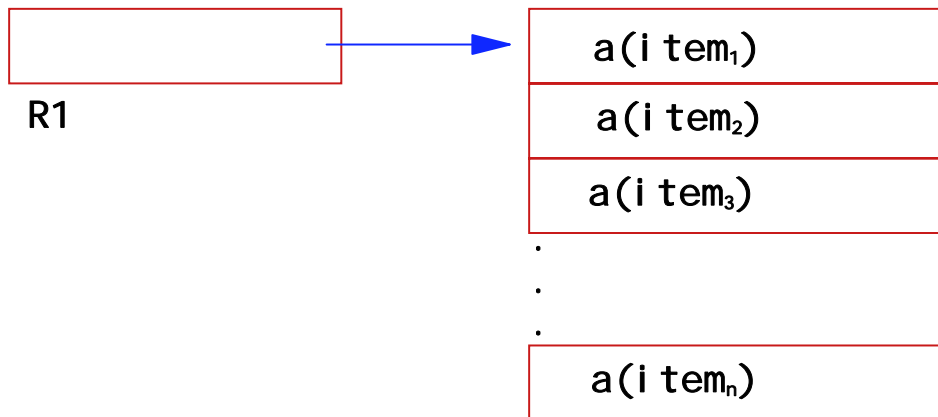 a(item₁)
R1
a(item₂)
a(item₃)
.
.
.
a(itemₙ)